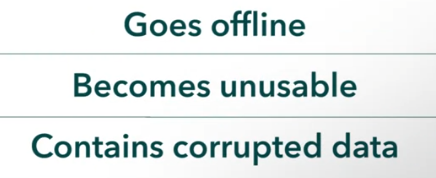 Goes offline
Becomes unusable
Contains corrupted data